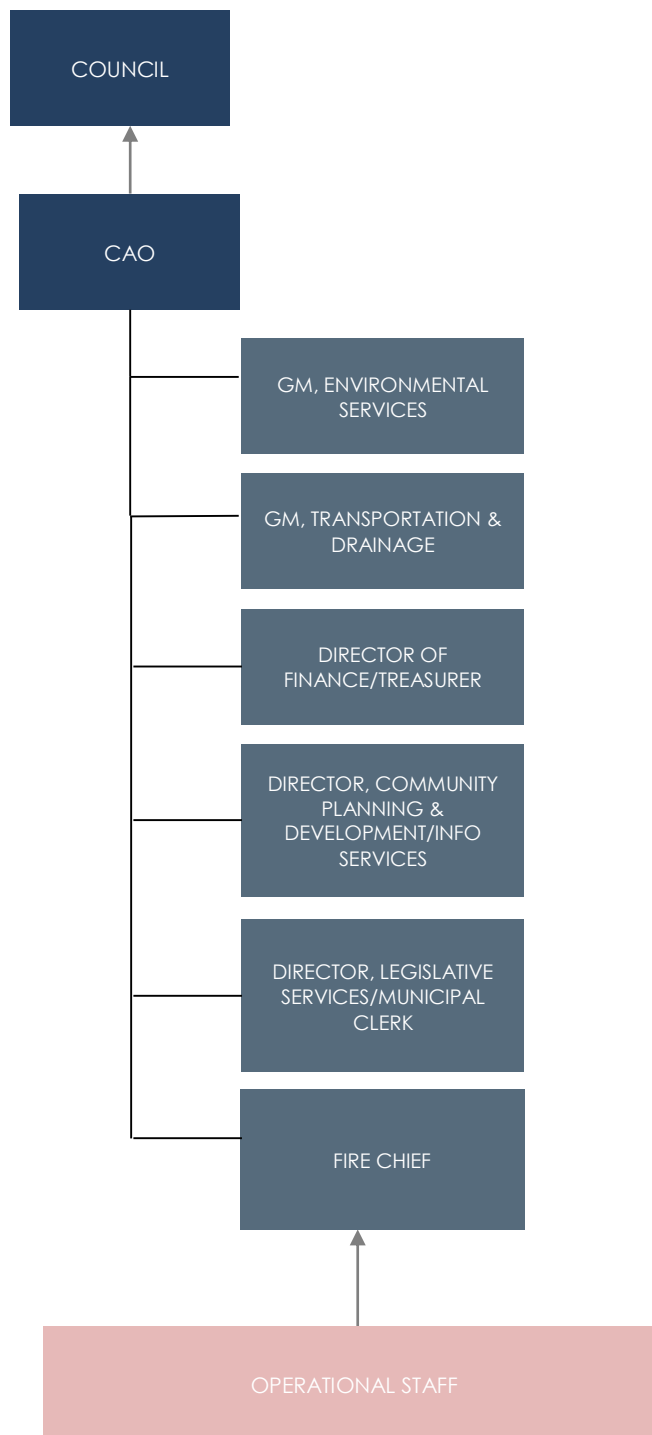 COUNCIL
CAO
GM, ENVIRONMENTAL
SERVICES
GM, TRANSPORTATION &
DRAINAGE
DIRECTOR OF
FINANCE/TREASURER
DIRECTOR, COMMUNITY
PLANNING &
DEVELOPMENT/INFO
SERVICES
DIRECTOR, LEGISLATIVE
SERVICES/MUNICIPAL
CLERK
FIRE CHIEF
OPERATIONAL STAFF